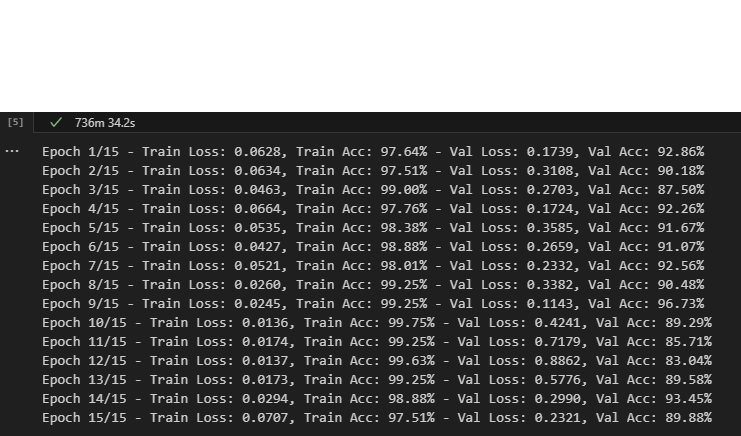 [5]
736m 34.2s
...
Epoch 1/15 - Train Loss: 0.0628, Train Acc: 97.64% - Val Loss: 0.1739, Val Acc: 92.86%
Epoch 2/15 - Train Loss: 0.0634, Train Acc: 97.51% - Val Loss: 0.3108, Val Acc: 90.18%
Epoch 3/15 - Train Loss: 0.0463, Train Acc: 99.00% - Val Loss: 0.2703, Val Acc: 87.50%
Epoch 4/15 - Train Loss: 0.0664, Train Acc: 97.76% - Val Loss: 0.1724, Val Acc: 92.26%
Epoch 5/15 - Train Loss: 0.0535, Train Acc: 98.38% - Val Loss: 0.3585, Val Acc: 91.67%
Epoch 6/15 - Train Loss: 0.0427, Train Acc: 98.88% - Val Loss: 0.2659, Val Acc: 91.07%
Epoch 7/15 - Train Loss: 0.0521, Train Acc: 98.01% - Val Loss: 0.2332, Val Acc: 92.56%
Epoch 8/15 - Train Loss: 0.0260, Train Acc: 99.25% - Val Loss: 0.3382, Val Acc: 90.48%
Epoch 9/15 - Train Loss: 0.0245, Train Acc: 99.25% - Val Loss: 0.1143, Val Acc: 96.73%
Epoch 10/15 - Train Loss: 0.0136, Train Acc: 99.75% - Val Loss: 0.4241, Val Acc: 89.29%
Epoch 11/15 - Train Loss: 0.0174, Train Acc: 99.25% - Val Loss: 0.7179, Val Acc: 85.71%
Epoch 12/15 - Train Loss: 0.0137, Train Acc: 99.63% - Val Loss: 0.8862, Val Acc: 83.04%
Epoch 13/15 - Train Loss: 0.0173, Train Acc: 99.25% - Val Loss: 0.5776, Val Acc: 89.58%
Epoch 14/15 - Train Loss: 0.0294, Train Acc: 98.88% - Val Loss: 0.2990, Val Acc: 93.45%
Epoch 15/15 - Train Loss: 0.0707, Train Acc: 97.51% - Val Loss: 0.2321, Val Acc: 89.88%